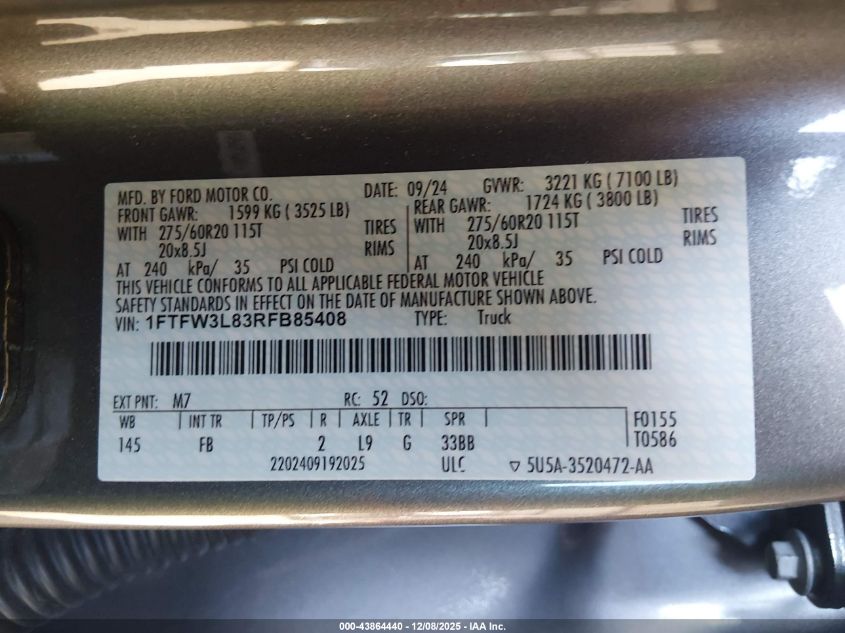 MFD. BY FORD MOTOR CO. DATE: 09/24 GVWR: 3221 KG ( 7100 LB)
FRONT GAWR: 1599 KG ( 3525 LB) REAR GAWR: 1724 KG ( 3800 LB)
WITH 275/60R20 115T TIRES WITH 275/60R20 115T TIRES
20x8.5J RIMS 20x8.5J RIMS
AT 240 kPa/ 35 PSI COLD AT 240 kPa/ 35 PSI COLD
THIS VEHICLE CONFORMS TO ALL APPLICABLE FEDERAL MOTOR VEHICLE
SAFETY STANDARDS IN EFFECT ON THE DATE OF MANUFACTURE SHOWN ABOVE.
VIN: 1FTFW3L83RFB85408 TYPE: Truck
EXT PNT: M7 RC: 52 DSO:
WB INT TR TP/PS R AXLE TR SPR F0155
145 FB 2 L9 G 33BB T0586
2202409192025 ULC ▽ 5U5A-3520472-AA
000-43864440 - 12/08/2025 - IAA Inc.